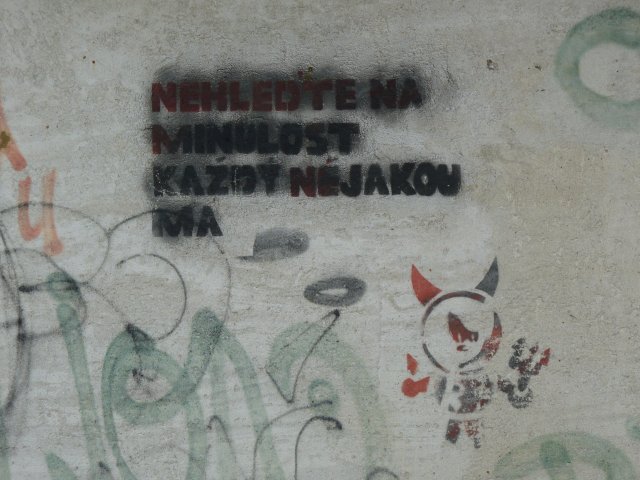 NEHLEĎTE NA
MINULOST
KAŽDÝ NĚJAKOU
MÁ